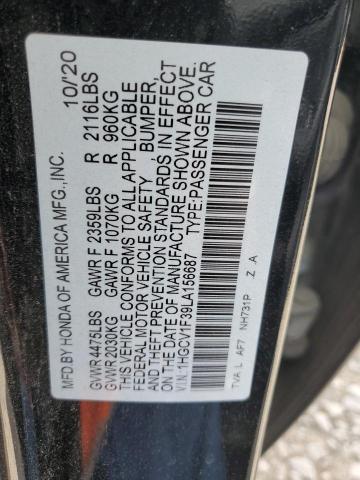 MFD BY HONDA OF AMERICA MFG.,INC. 10/'20
GVWR 4475LBS GAWR F 2359LBS R 2116LBS
GVWR 2030KG GAWR F 1070KG R 960KG
THIS VEHICLE CONFORMS TO ALL APPLICABLE
FEDERAL MOTOR VEHICLE SAFETY BUMPER,
AND THEFT PREVENTION STANDARDS IN EFFECT
ON THE DATE OF MANUFACTURE SHOWN ABOVE.
V.I.N. 1HGCV1F39LA156687 TYPE:PASSENGER CAR
TVA L AF7 NH731P Z A